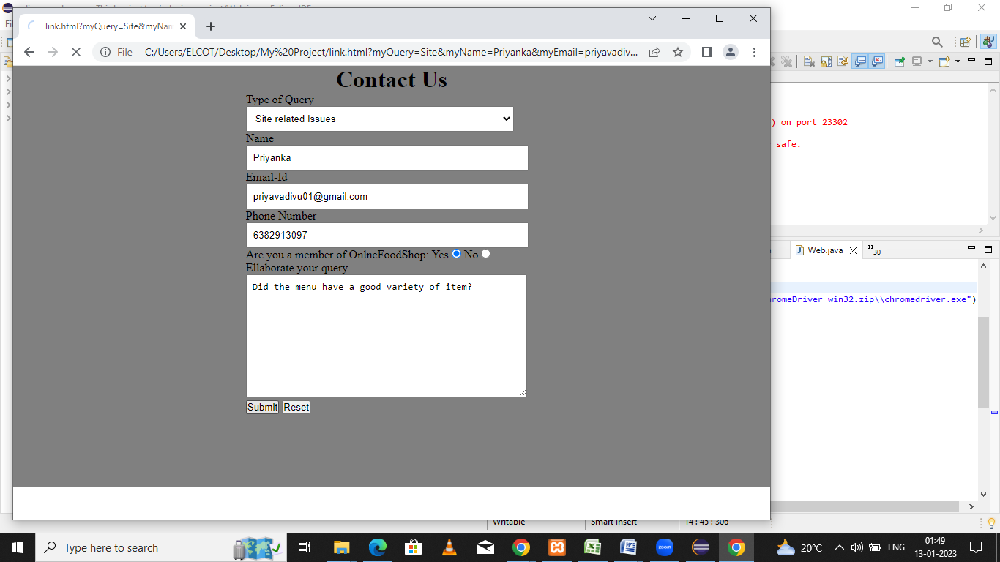 link.html?myQuery=Site&myNam
File
C:/Users/ELCOT/Desktop/My%20Project/link.html?myQuery=Site&myName=Priyanka&myEmail=priyavadiv...
Contact Us
Type of Query
Site related Issues
Name
Priyanka
Email-Id
priyavadivu01@gmail.com
Phone Number
6382913097
Are you a member of OnlneFoodShop: Yes No
Ellaborate your query
Did the menu have a good variety of item?
Submit Reset
) on port 23302
safe.
Web.java
30
romeDriver_win32.zip\\chromedriver.exe")
Writable Smart Insert 14 : 45 : 306
Type here to search
zoom
20°C
ENG
01:49
13-01-2023